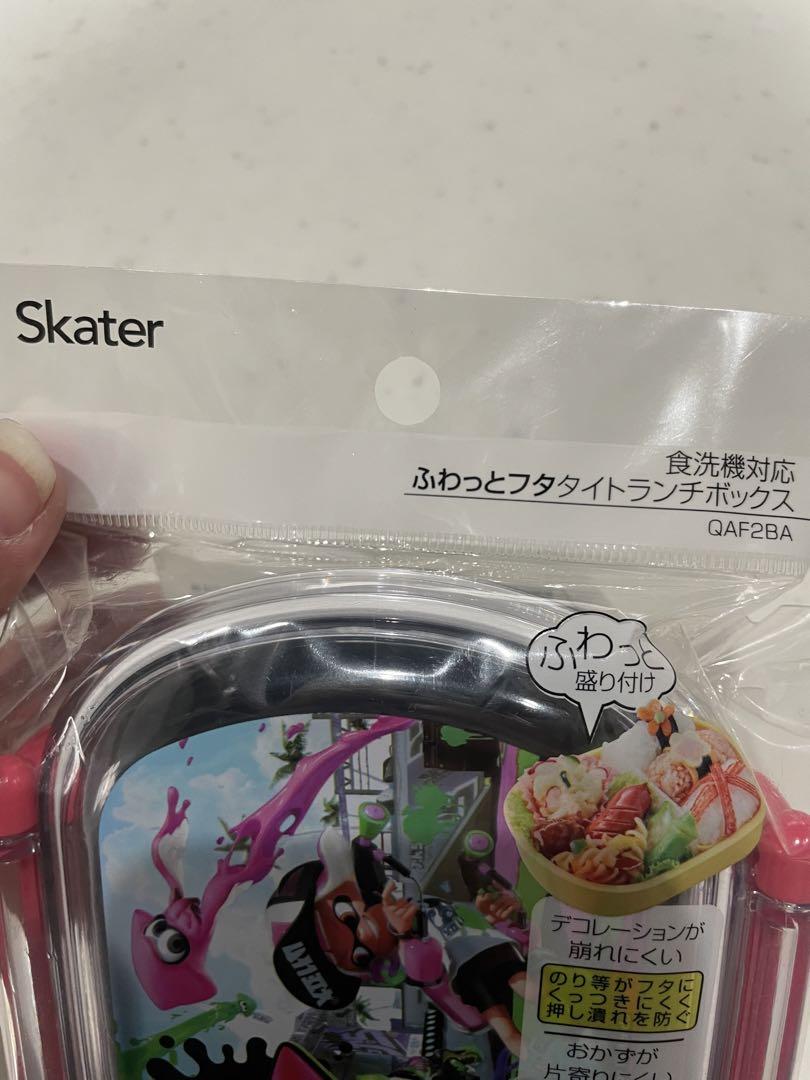 Skater
食洗機対応
ふわっとフタタイトランチボックス
QAF2BA
ふわっと
盛り付け
デコレーションが
崩れにくい
のり等がフタに
くっつきにくく
押し潰れを防ぐ
おかずが
片寄りにくい